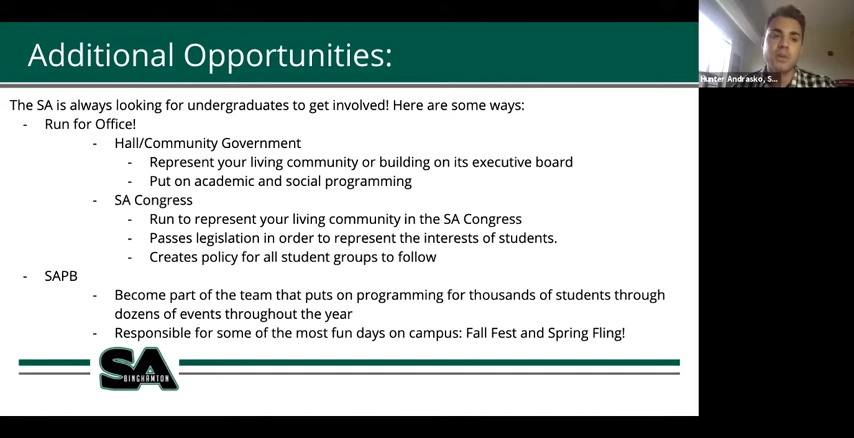 Additional Opportunities:
Hunter Andrasko, S...
The SA is always looking for undergraduates to get involved! Here are some ways:
- Run for Office!
- Hall/Community Government
- Represent your living community or building on its executive board
- Put on academic and social programming
- SA Congress
- Run to represent your living community in the SA Congress
- Passes legislation in order to represent the interests of students.
- Creates policy for all student groups to follow
- SAPB
- Become part of the team that puts on programming for thousands of students through
dozens of events throughout the year
- Responsible for some of the most fun days on campus: Fall Fest and Spring Fling!
SA
BINGHAMTON